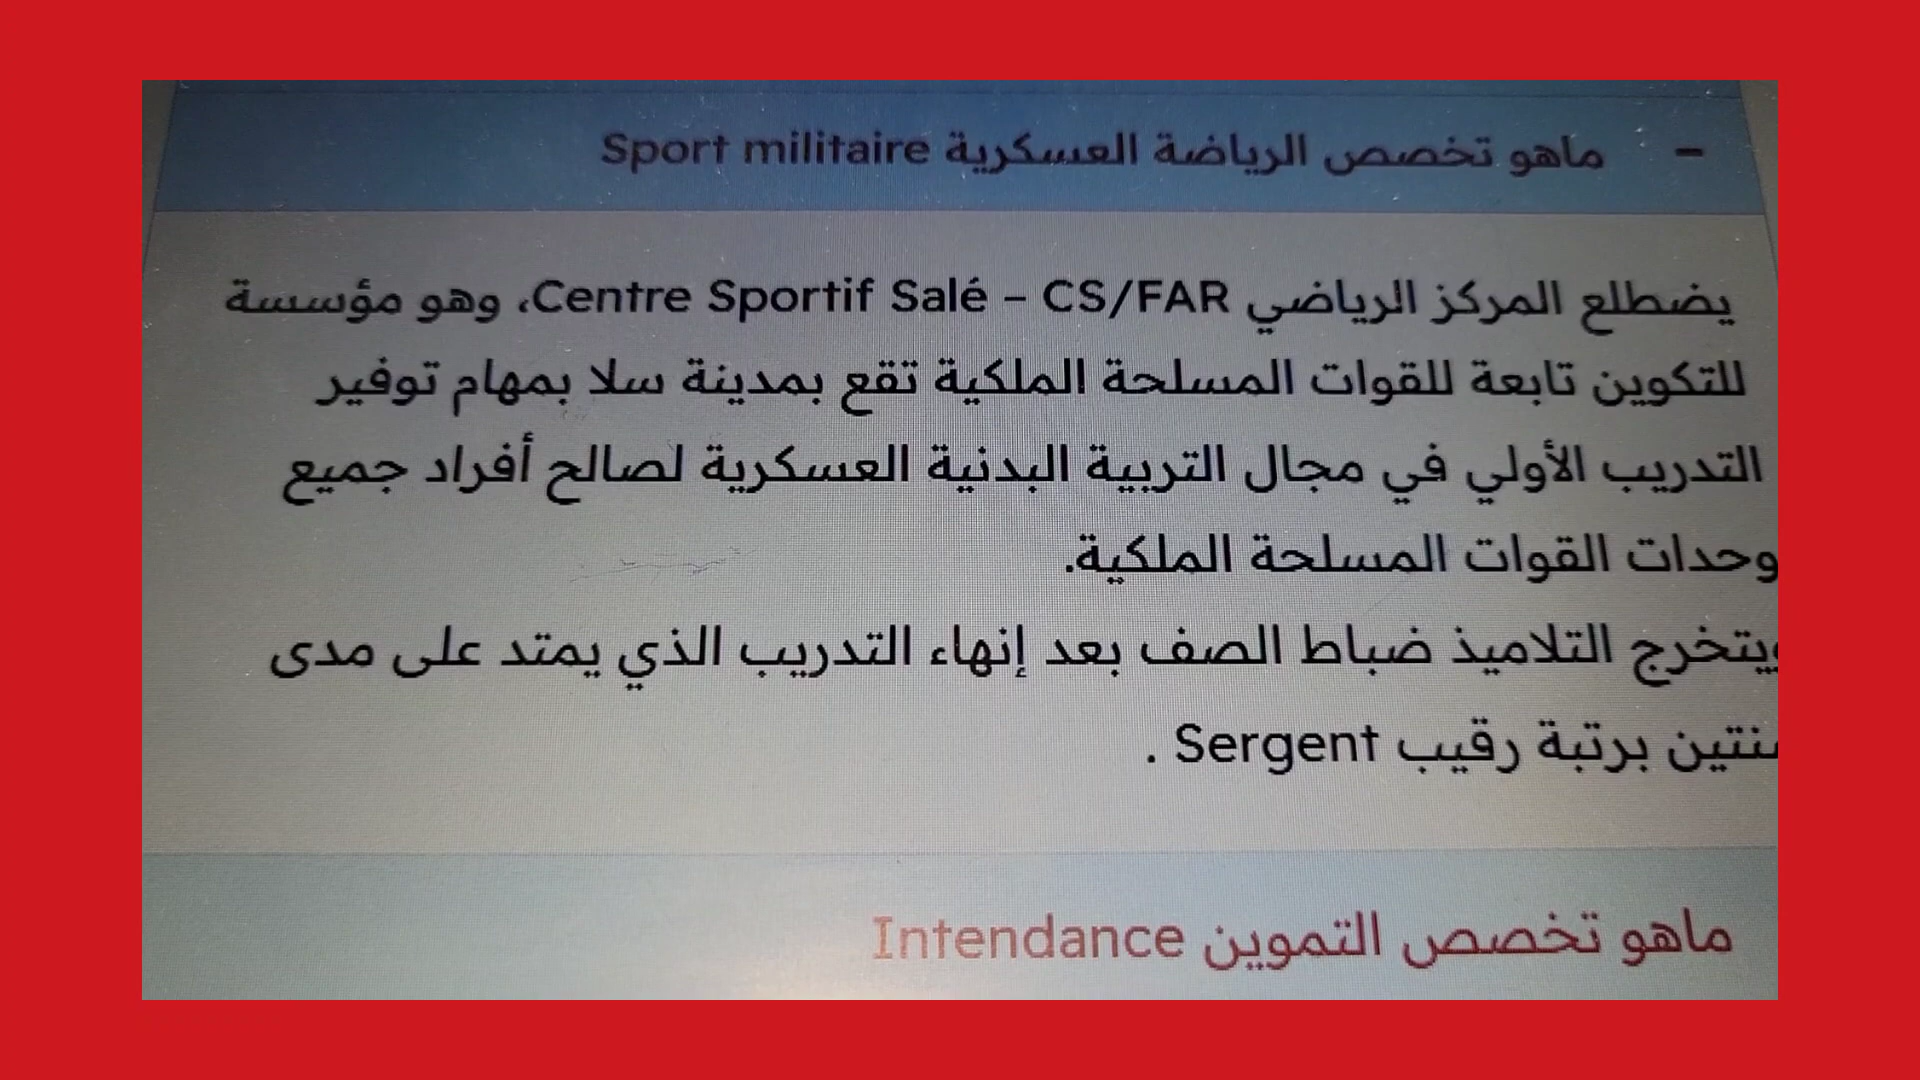 - ماهو تخصص الرياضة العسكرية Sport militaire
يضطلع المركز الرياضي Centre Sportif Salé – CS/FAR، وهو مؤسسة
للتكوين تابعة للقوات المسلحة الملكية تقع بمدينة سلا بمهام توفير
التدريب الأولي في مجال التربية البدنية العسكرية لصالح أفراد جميع
وحدات القوات المسلحة الملكية.
ويتخرج التلاميذ ضباط الصف بعد إنهاء التدريب الذي يمتد على مدى
سنتين برتبة رقيب Sergent .
ماهو تخصص التموين Intendance